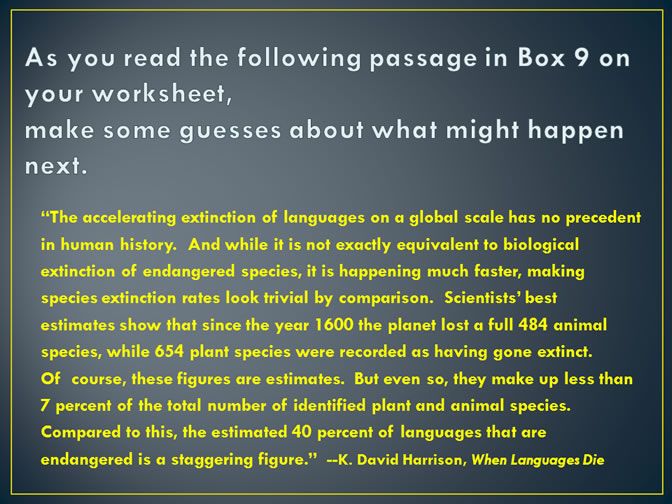 As you read the following passage in Box 9 on
your worksheet,
make some guesses about what might happen
next.
“The accelerating extinction of languages on a global scale has no precedent
in human history.  And while it is not exactly equivalent to biological
extinction of endangered species, it is happening much faster, making
species extinction rates look trivial by comparison.  Scientists’ best
estimates show that since the year 1600 the planet lost a full 484 animal
species, while 654 plant species were recorded as having gone extinct.
Of  course, these figures are estimates.  But even so, they make up less than
7 percent of the total number of identified plant and animal species.
Compared to this, the estimated 40 percent of languages that are
endangered is a staggering figure.”  --K. David Harrison, When Languages Die